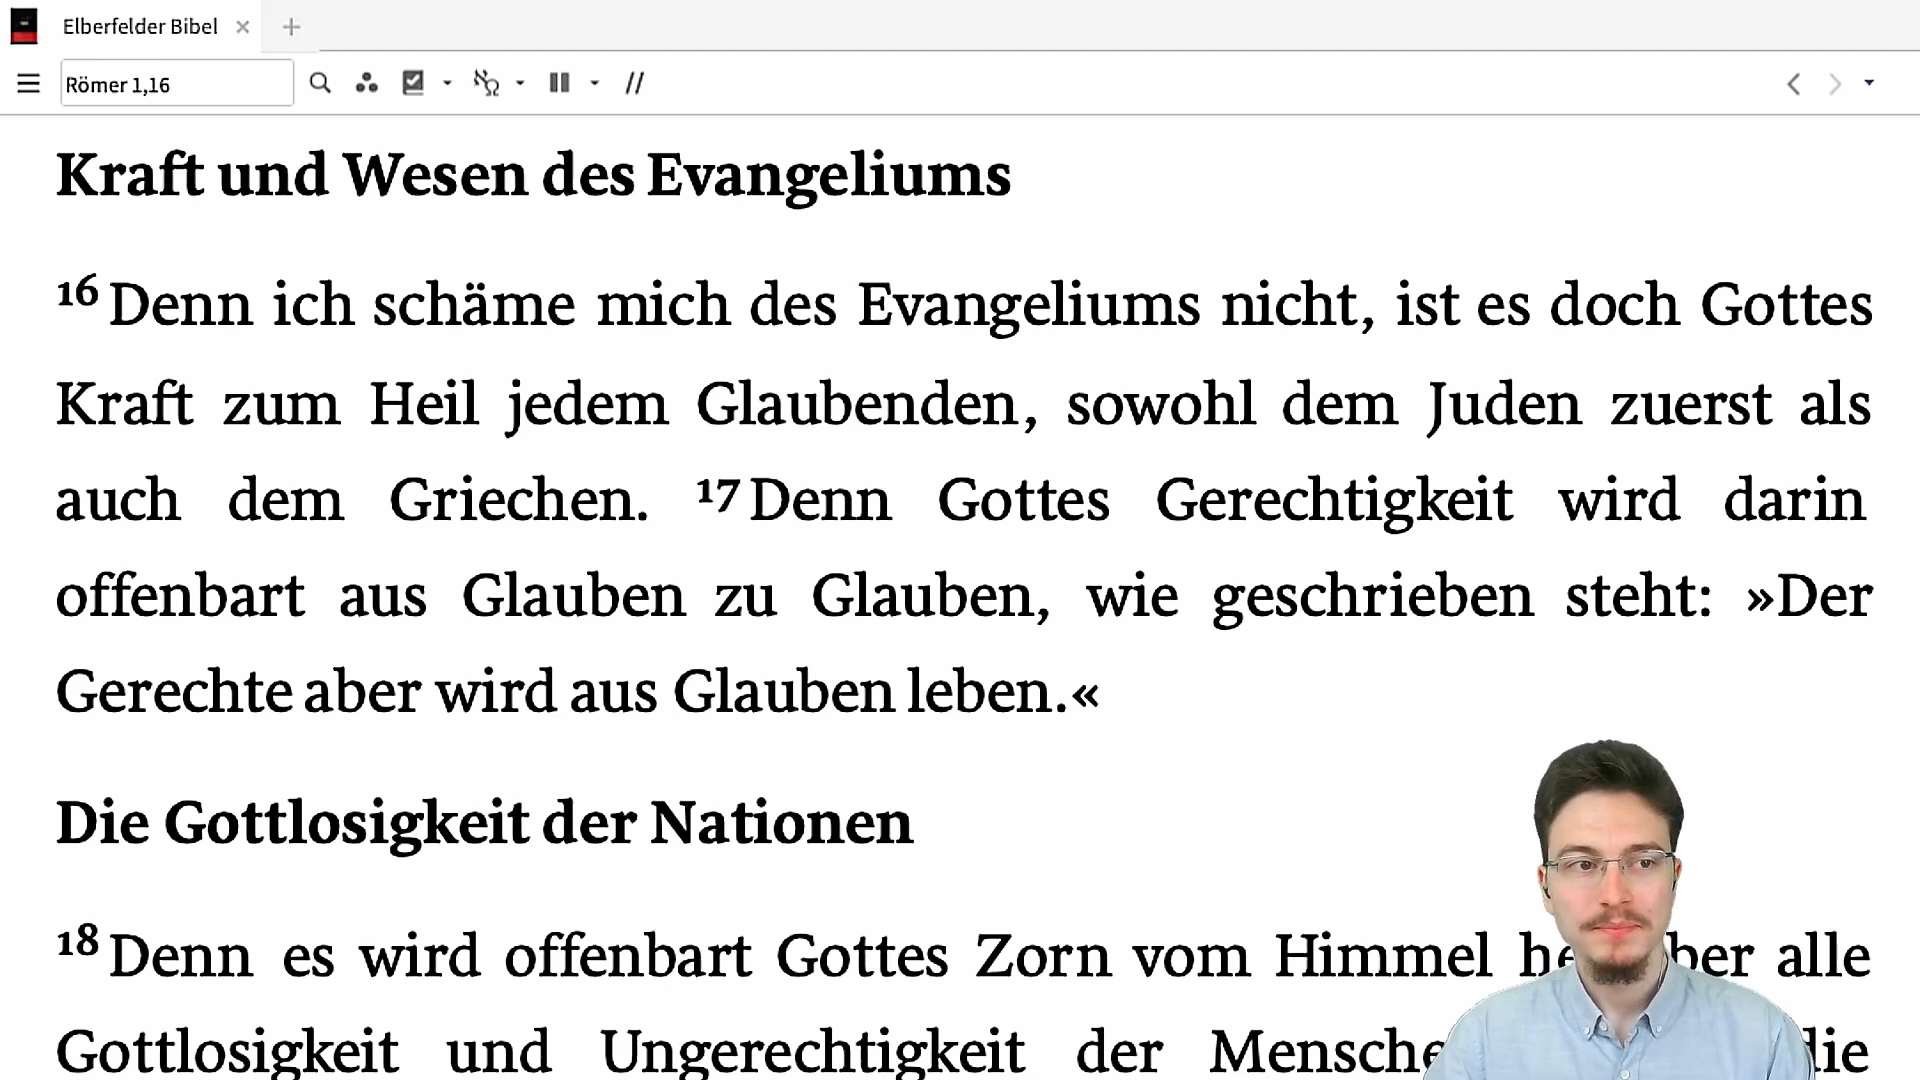 Elberfelder Bibel
Römer 1,16
Kraft und Wesen des Evangeliums
16 Denn ich schäme mich des Evangeliums nicht, ist es doch Gottes
Kraft zum Heil jedem Glaubenden, sowohl dem Juden zuerst als
auch dem Griechen. 17 Denn Gottes Gerechtigkeit wird darin
offenbart aus Glauben zu Glauben, wie geschrieben steht: »Der
Gerechte aber wird aus Glauben leben.«
Die Gottlosigkeit der Nationen
18 Denn es wird offenbart Gottes Zorn vom Himmel alle
Gottlosigkeit und Ungerechtigkeit der die